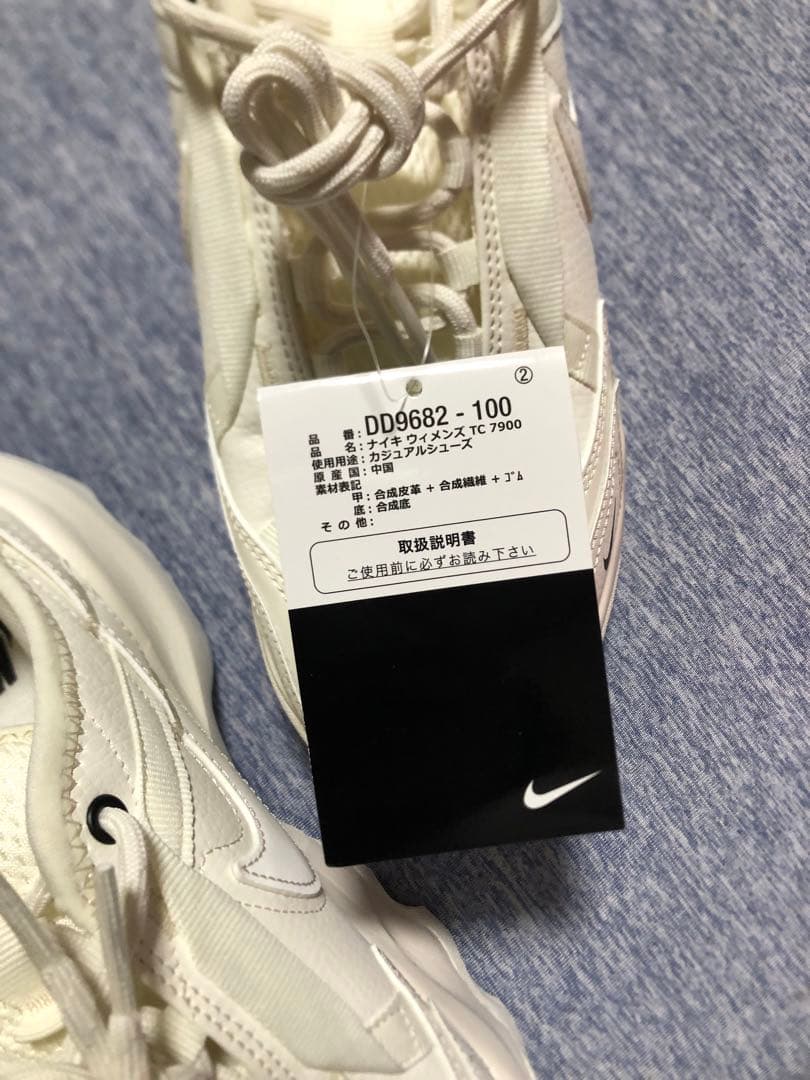 ②
品 番 : DD9682 - 100
品 名 : ナイキ ウィメンズ TC 7900
使用用途 : カジュアルシューズ
原 産 国 : 中国
素材表記
甲 : 合成皮革 + 合成繊維 + ｺﾞﾑ
底 : 合成底
そ の 他 :
取扱説明書
ご使用前に必ずお読み下さい